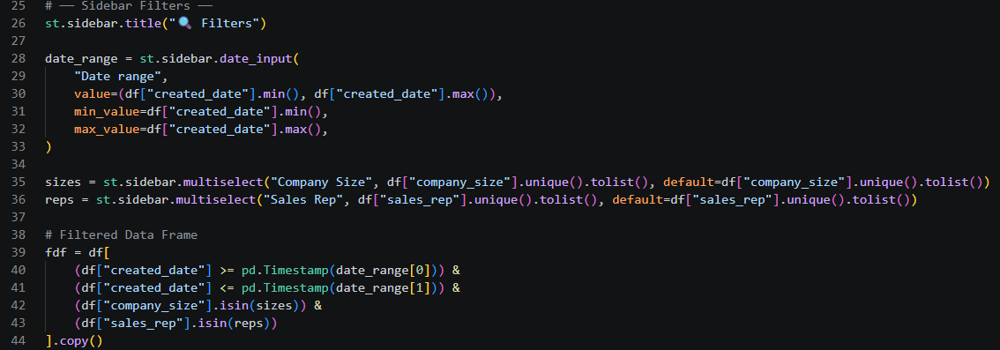 25 # —— Sidebar Filters ——
26 st.sidebar.title("🔍 Filters")
27
28 date_range = st.sidebar.date_input(
29     "Date range",
30     value=(df["created_date"].min(), df["created_date"].max()),
31     min_value=df["created_date"].min(),
32     max_value=df["created_date"].max(),
33 )
34
35 sizes = st.sidebar.multiselect("Company Size", df["company_size"].unique().tolist(), default=df["company_size"].unique().tolist())
36 reps = st.sidebar.multiselect("Sales Rep", df["sales_rep"].unique().tolist(), default=df["sales_rep"].unique().tolist())
37
38 # Filtered Data Frame
39 fdf = df[
40     (df["created_date"] >= pd.Timestamp(date_range[0])) &
41     (df["created_date"] <= pd.Timestamp(date_range[1])) &
42     (df["company_size"].isin(sizes)) &
43     (df["sales_rep"].isin(reps))
44 ].copy()